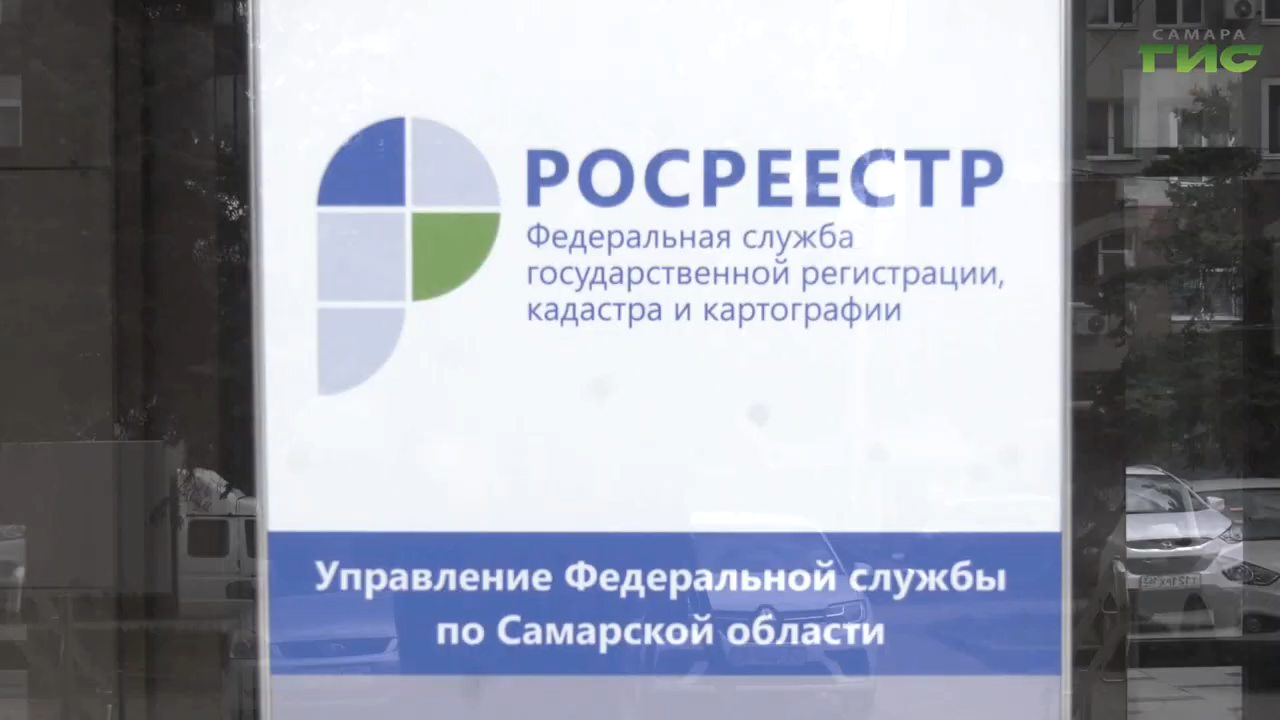 САМАРА
ГИС
РОСРЕЕСТР
Федеральная служба
государственной регистрации,
кадастра и картографии
Управление Федеральной службы
по Самарской области